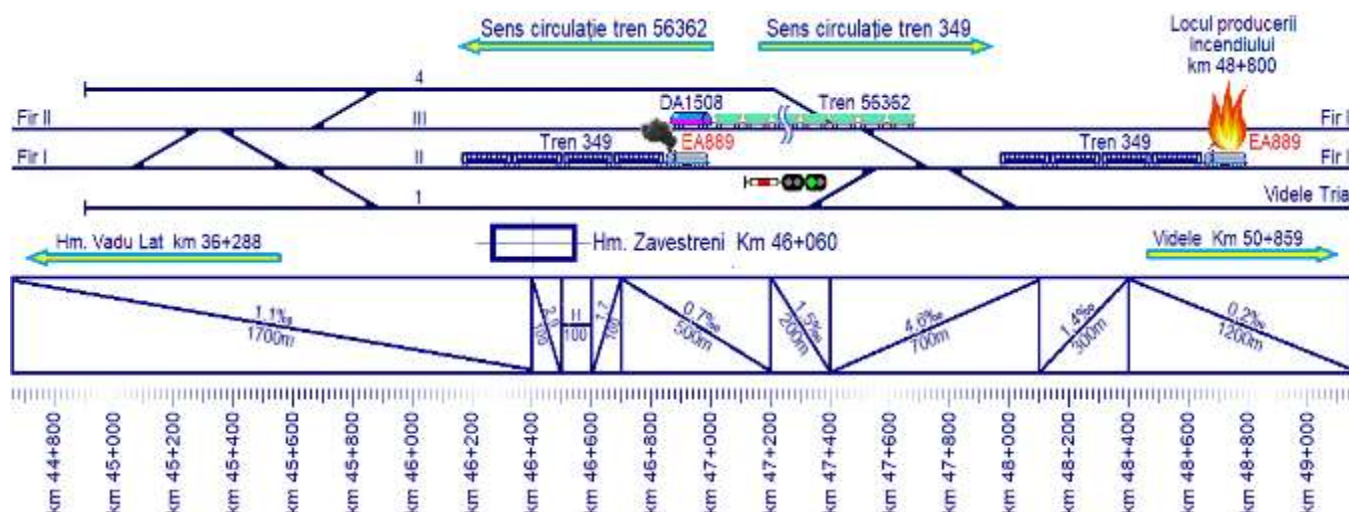 Sens circulație tren 56362
Sens circulație tren 349
Locul producerii
incendiului
km 48+800
4
DA1508
Tren 56362
Fir II
III
Fir I
Tren 349
EA889
Tren 349
EA889
Fir I
II
Fir I
1
Videle Tria
Hm. Vadu Lat km 36+288
Hm. Zavestreni Km 46+060
Videle Km 50+859
1.1‰
1700m
2.0
100
II
100
1.7
100
0.7‰
500m
1.5‰
200m
4.6‰
700m
1.4‰
300m
0.2‰
1200m
km 44+800
km 45+000
km 45+200
km 45+400
km 45+600
km 45+800
km 46+000
km 46+200
km 46+400
km 46+600
km 46+800
km 47+000
km 47+200
km 47+400
km 47+600
km 47+800
km 48+000
km 48+200
km 48+400
km 48+600
km 48+800
km 49+000